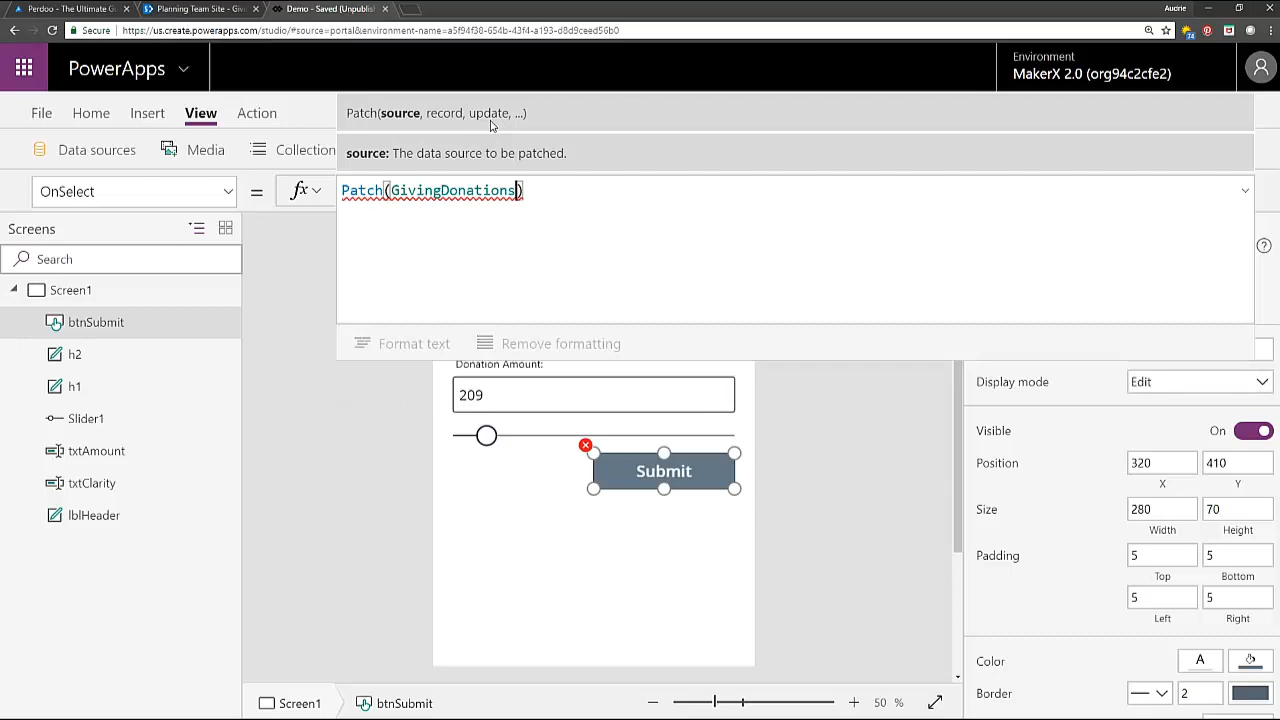 Perdoo - The Ultimate Gu
Planning Team Site - Givi
Demo - Saved (Unpublish
Audrie
Secure
https://us.create.powerapps.com/studio/#source=portal&environment-name=a5f94f38-654b-43f4-a193-d8d9ceed56b0
PowerApps
Environment
MakerX 2.0 (org94c2cfe2)
File Home Insert View Action
Patch(source, record, update, ...)
Data sources Media Collection
source: The data source to be patched.
OnSelect = fx Patch(GivingDonations)
Screens
Search
Format text Remove formatting
Screen1
btnSubmit
h2
h1
Slider1
txtAmount
txtClarity
lblHeader
Donation Amount:
209
Submit
Display mode Edit
Visible On
Position 320 410
X Y
Size 280 70
Width Height
Padding 5 5
Top Bottom
5 5
Left Right
Color A
Border 2
Screen1 btnSubmit 50 %